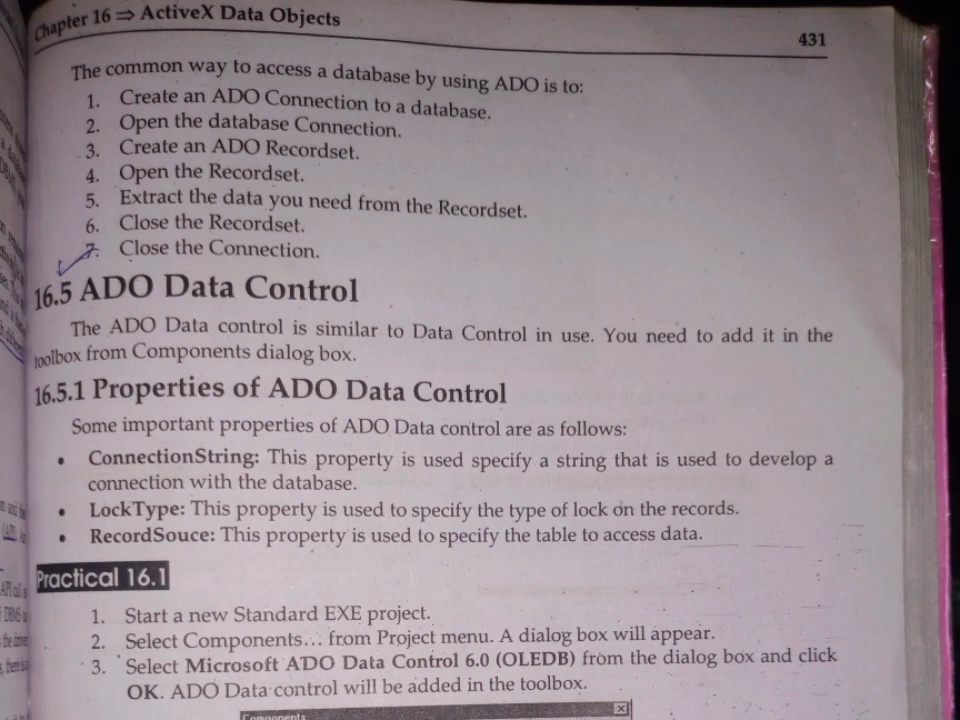 Chapter 16 ⇒ ActiveX Data Objects
431
The common way to access a database by using ADO is to:
1. Create an ADO Connection to a database.
2. Open the database Connection.
3. Create an ADO Recordset.
4. Open the Recordset.
5. Extract the data you need from the Recordset.
6. Close the Recordset.
7. Close the Connection.
16.5 ADO Data Control
The ADO Data control is similar to Data Control in use. You need to add it in the
toolbox from Components dialog box.
16.5.1 Properties of ADO Data Control
Some important properties of ADO Data control are as follows:
• ConnectionString: This property is used specify a string that is used to develop a
connection with the database.
• LockType: This property is used to specify the type of lock on the records.
• RecordSouce: This property is used to specify the table to access data.
Practical 16.1
1. Start a new Standard EXE project.
2. Select Components... from Project menu. A dialog box will appear.
3. Select Microsoft ADO Data Control 6.0 (OLEDB) from the dialog box and click
OK. ADO Data control will be added in the toolbox.
Components